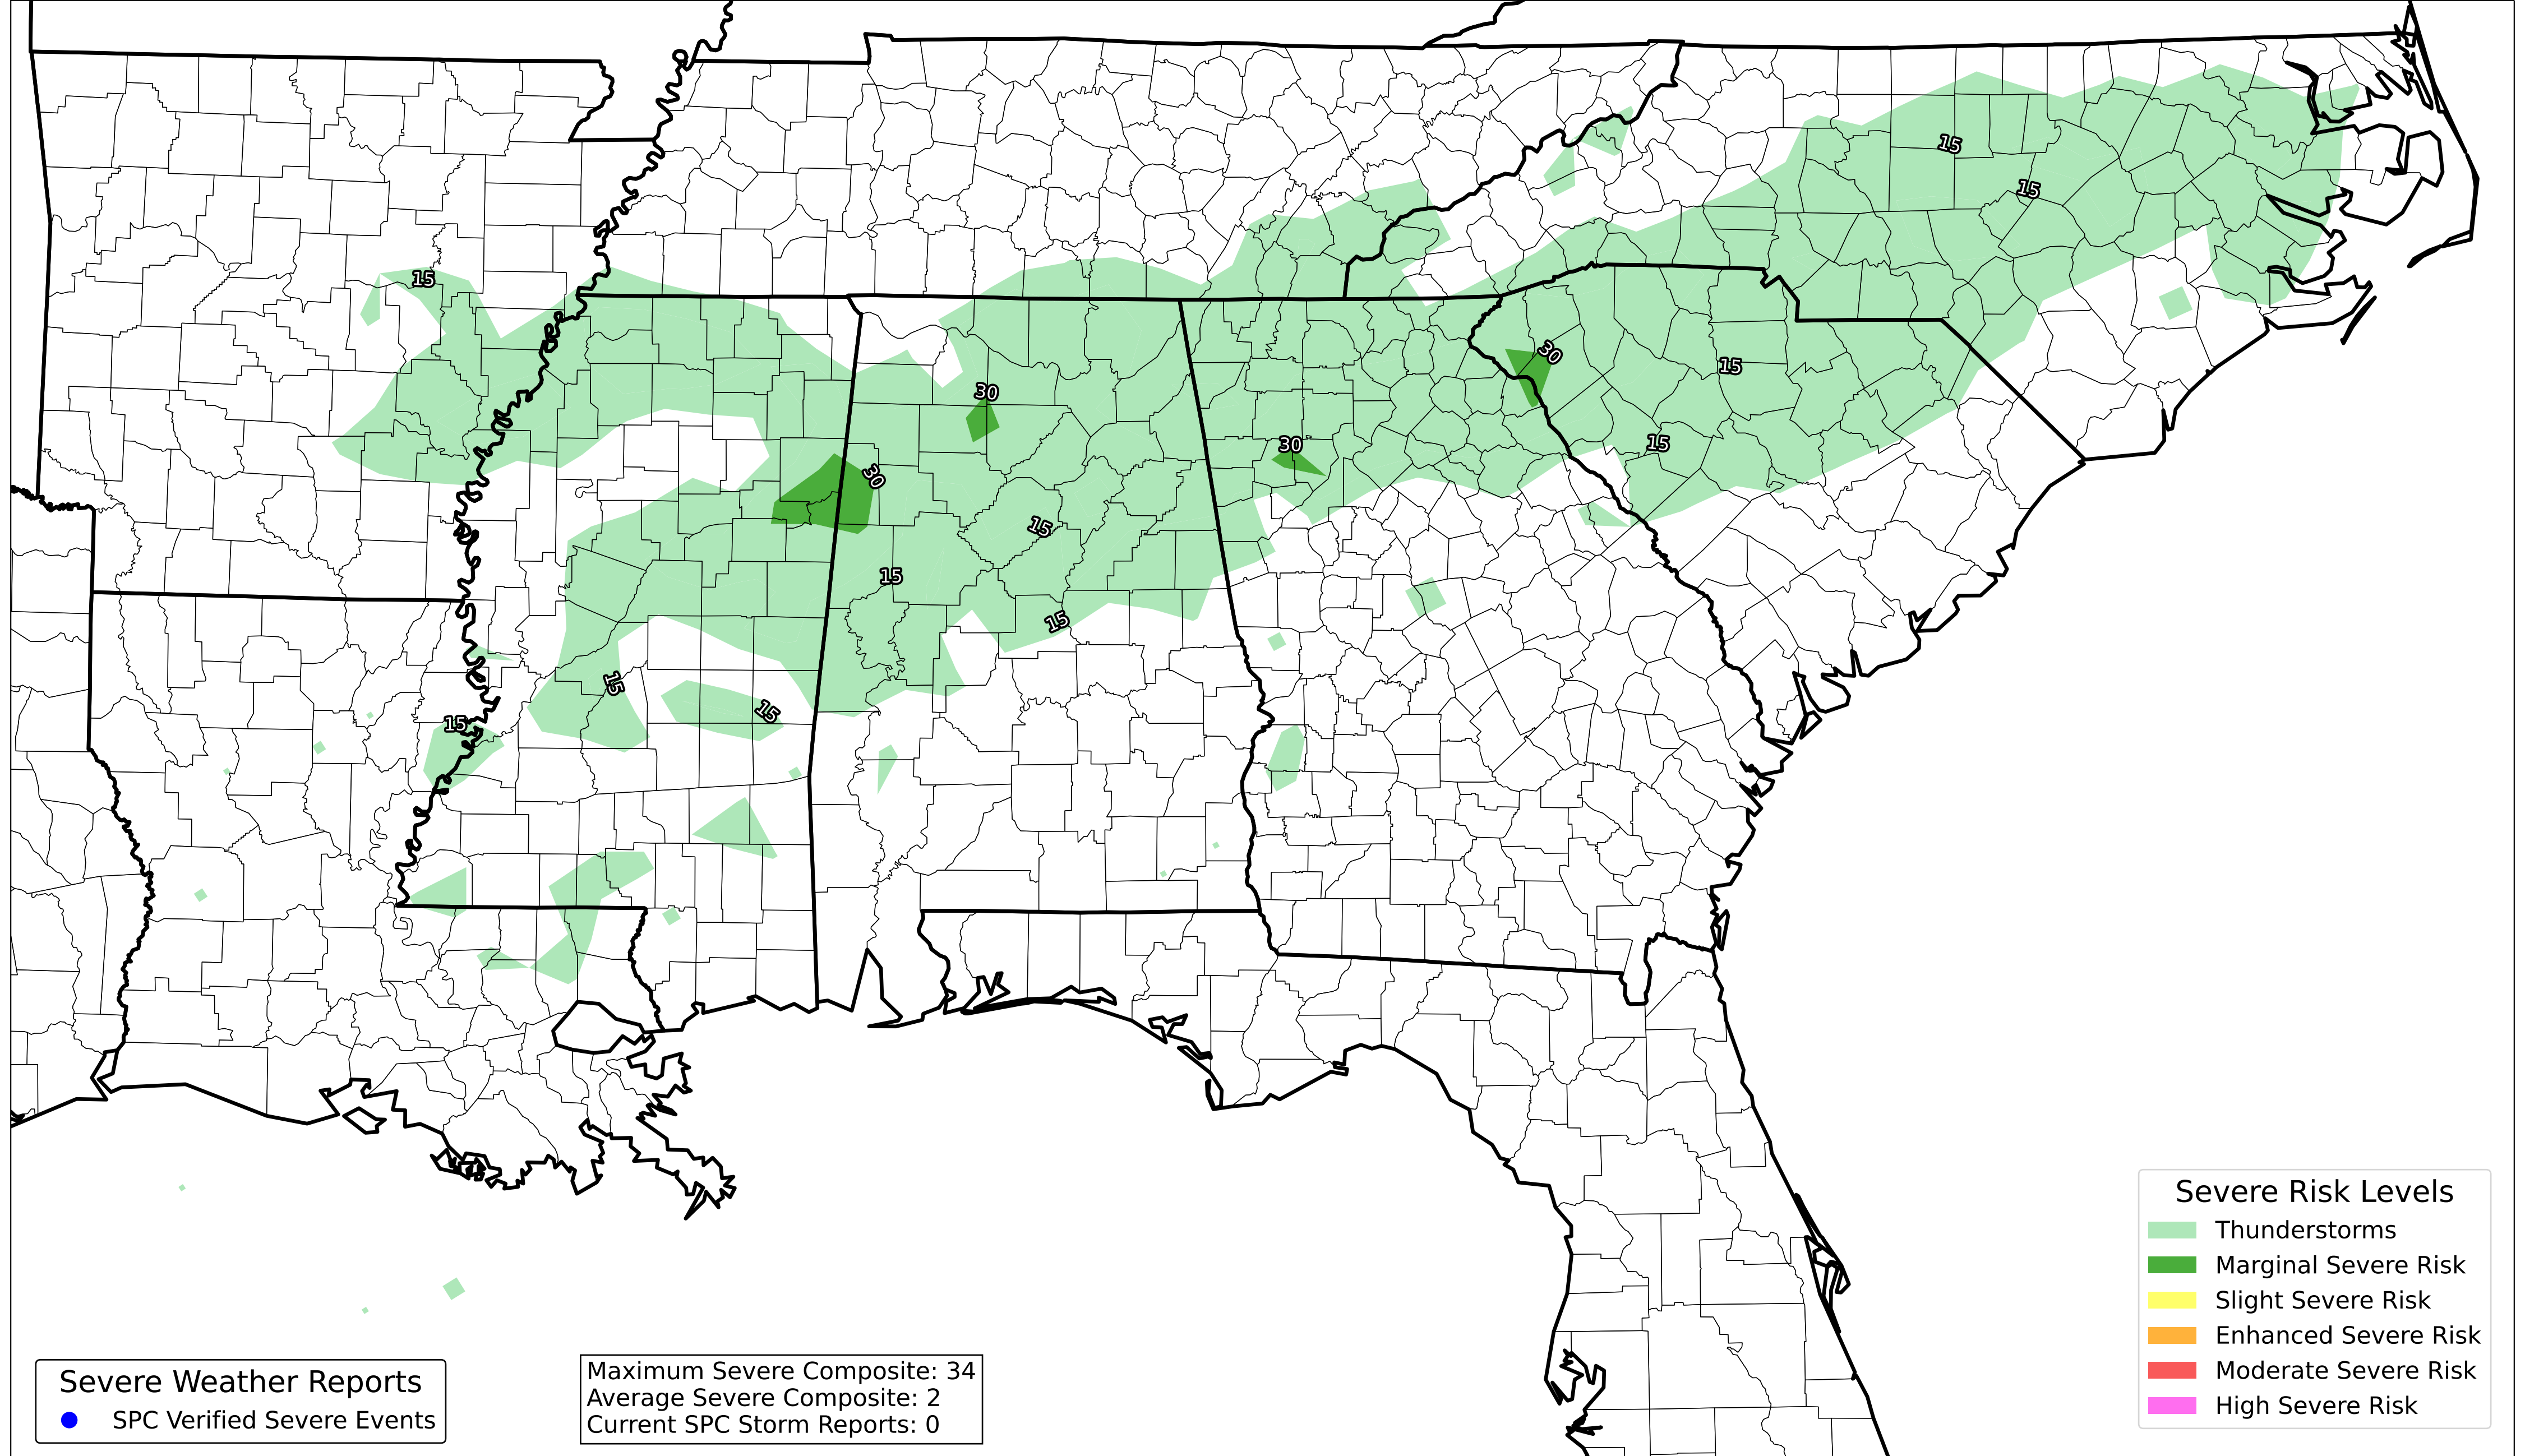 15
15
15
30
15
30
30
15
30
15
15
15
15
15
15
Severe Risk Levels
Thunderstorms
Marginal Severe Risk
Slight Severe Risk
Enhanced Severe Risk
Moderate Severe Risk
High Severe Risk
Severe Weather Reports
SPC Verified Severe Events
Maximum Severe Composite: 34
Average Severe Composite: 2
Current SPC Storm Reports: 0